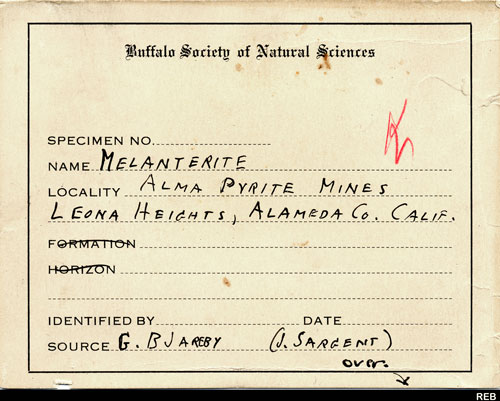 Buffalo Society of Natural Sciences
SPECIMEN NO.
NAME MELANTERITE
LOCALITY ALMA PYRITE MINES
LEONA HEIGHTS, ALAMEDA CO. CALIF.
FORMATION
HORIZON
IDENTIFIED BY DATE
SOURCE G. BJAREBY (J. SARGENT)
over.
REB